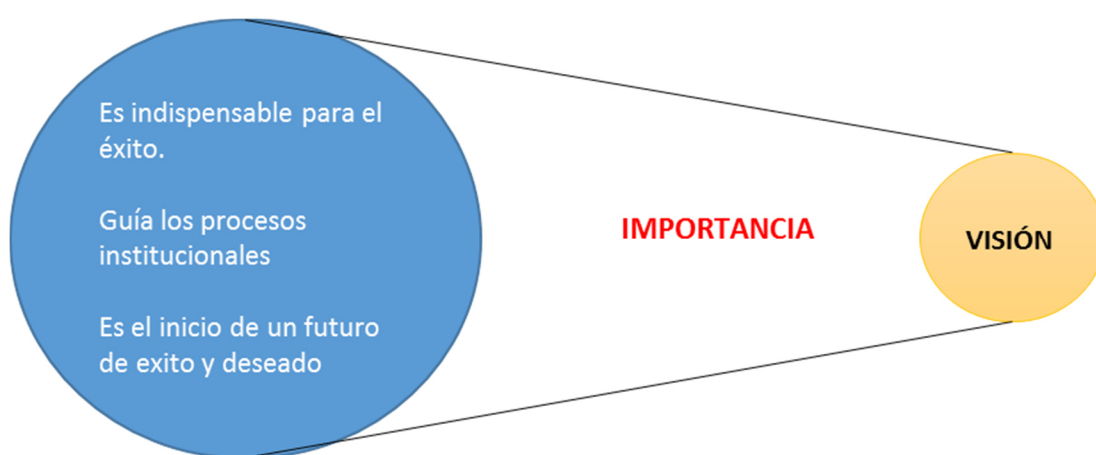 Es indispensable para el
éxito.
Guía los procesos
institucionales
Es el inicio de un futuro
de exito y deseado
IMPORTANCIA
VISIÓN